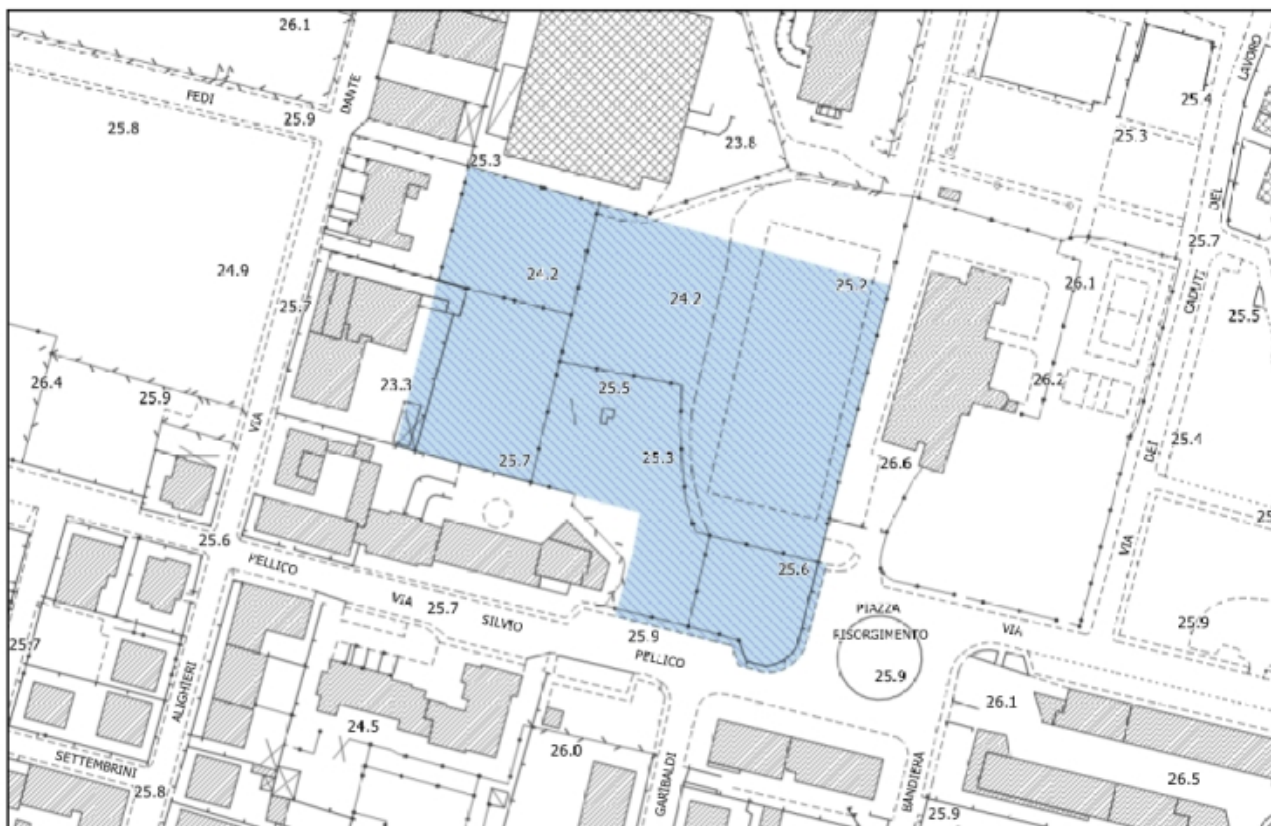 26.1
LAVORO
FEDI
DANTE
25.4
25.8
25.9
25.3
23.8
25.3
DEL
25.7
24.9
24.2
24.2
25.2
26.1
25.7
CADUTI
25.5
26.4
25.9
23.3
25.5
26.2
VIA
25.7
25.3
26.6
25.4
DEI
25.6
VIA
PELLICO
25.6
VIA
25.7
SILVIO
PIAZZA
RISORGIMENTO
VIA
25.9
25.7
25.9
PELLICO
25.9
26.1
ALIGHIERI
24.5
26.0
SETTEMBRINI
25.8
GARIBALDI
BANDIERA
26.5
25.9